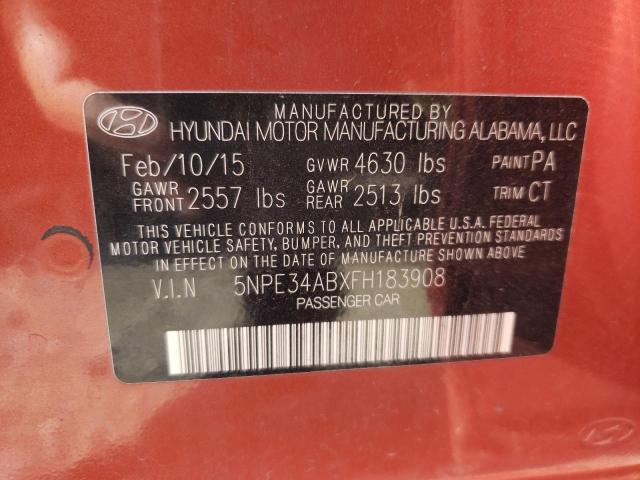 MANUFACTURED BY
HYUNDAI MOTOR MANUFACTURING ALABAMA, LLC
Feb/10/15 GVWR 4630 lbs PAINT PA
GAWR FRONT 2557 lbs GAWR REAR 2513 lbs TRIM CT
THIS VEHICLE CONFORMS TO ALL APPLICABLE U.S.A. FEDERAL
MOTOR VEHICLE SAFETY, BUMPER, AND THEFT PREVENTION STANDARDS
IN EFFECT ON THE DATE OF MANUFACTURE SHOWN ABOVE.
V.I.N 5NPE34ABXFH183908
PASSENGER CAR